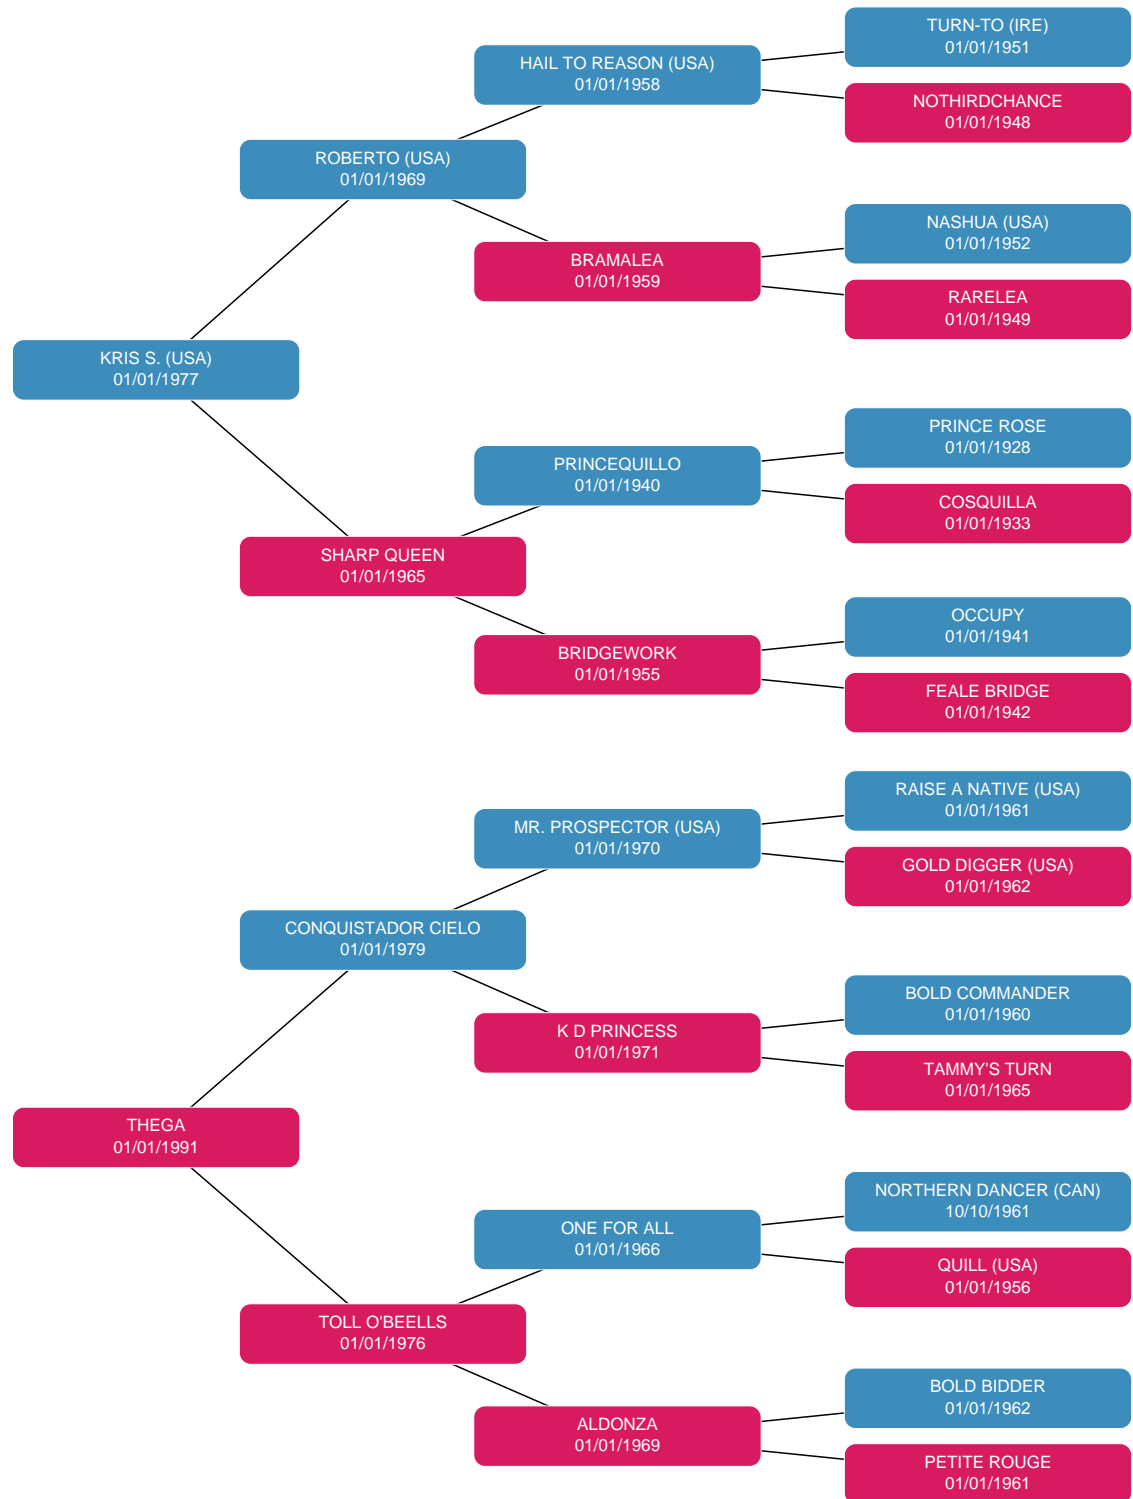 TURN-TO (IRE)
01/01/1951
HAIL TO REASON (USA)
01/01/1958
NOTHIRDCHANCE
01/01/1948
ROBERTO (USA)
01/01/1969
NASHUA (USA)
01/01/1952
BRAMALEA
01/01/1959
RARELEA
01/01/1949
KRIS S. (USA)
01/01/1977
PRINCE ROSE
01/01/1928
PRINCEQUILLO
01/01/1940
COSQUILLA
01/01/1933
SHARP QUEEN
01/01/1965
OCCUPY
01/01/1941
BRIDGEWORK
01/01/1955
FEALE BRIDGE
01/01/1942
RAISE A NATIVE (USA)
01/01/1961
MR. PROSPECTOR (USA)
01/01/1970
GOLD DIGGER (USA)
01/01/1962
CONQUISTADOR CIELO
01/01/1979
BOLD COMMANDER
01/01/1960
K D PRINCESS
01/01/1971
TAMMY'S TURN
01/01/1965
THEGA
01/01/1991
NORTHERN DANCER (CAN)
10/10/1961
ONE FOR ALL
01/01/1966
QUILL (USA)
01/01/1956
TOLL O'BEELLS
01/01/1976
BOLD BIDDER
01/01/1962
ALDONZA
01/01/1969
PETITE ROUGE
01/01/1961